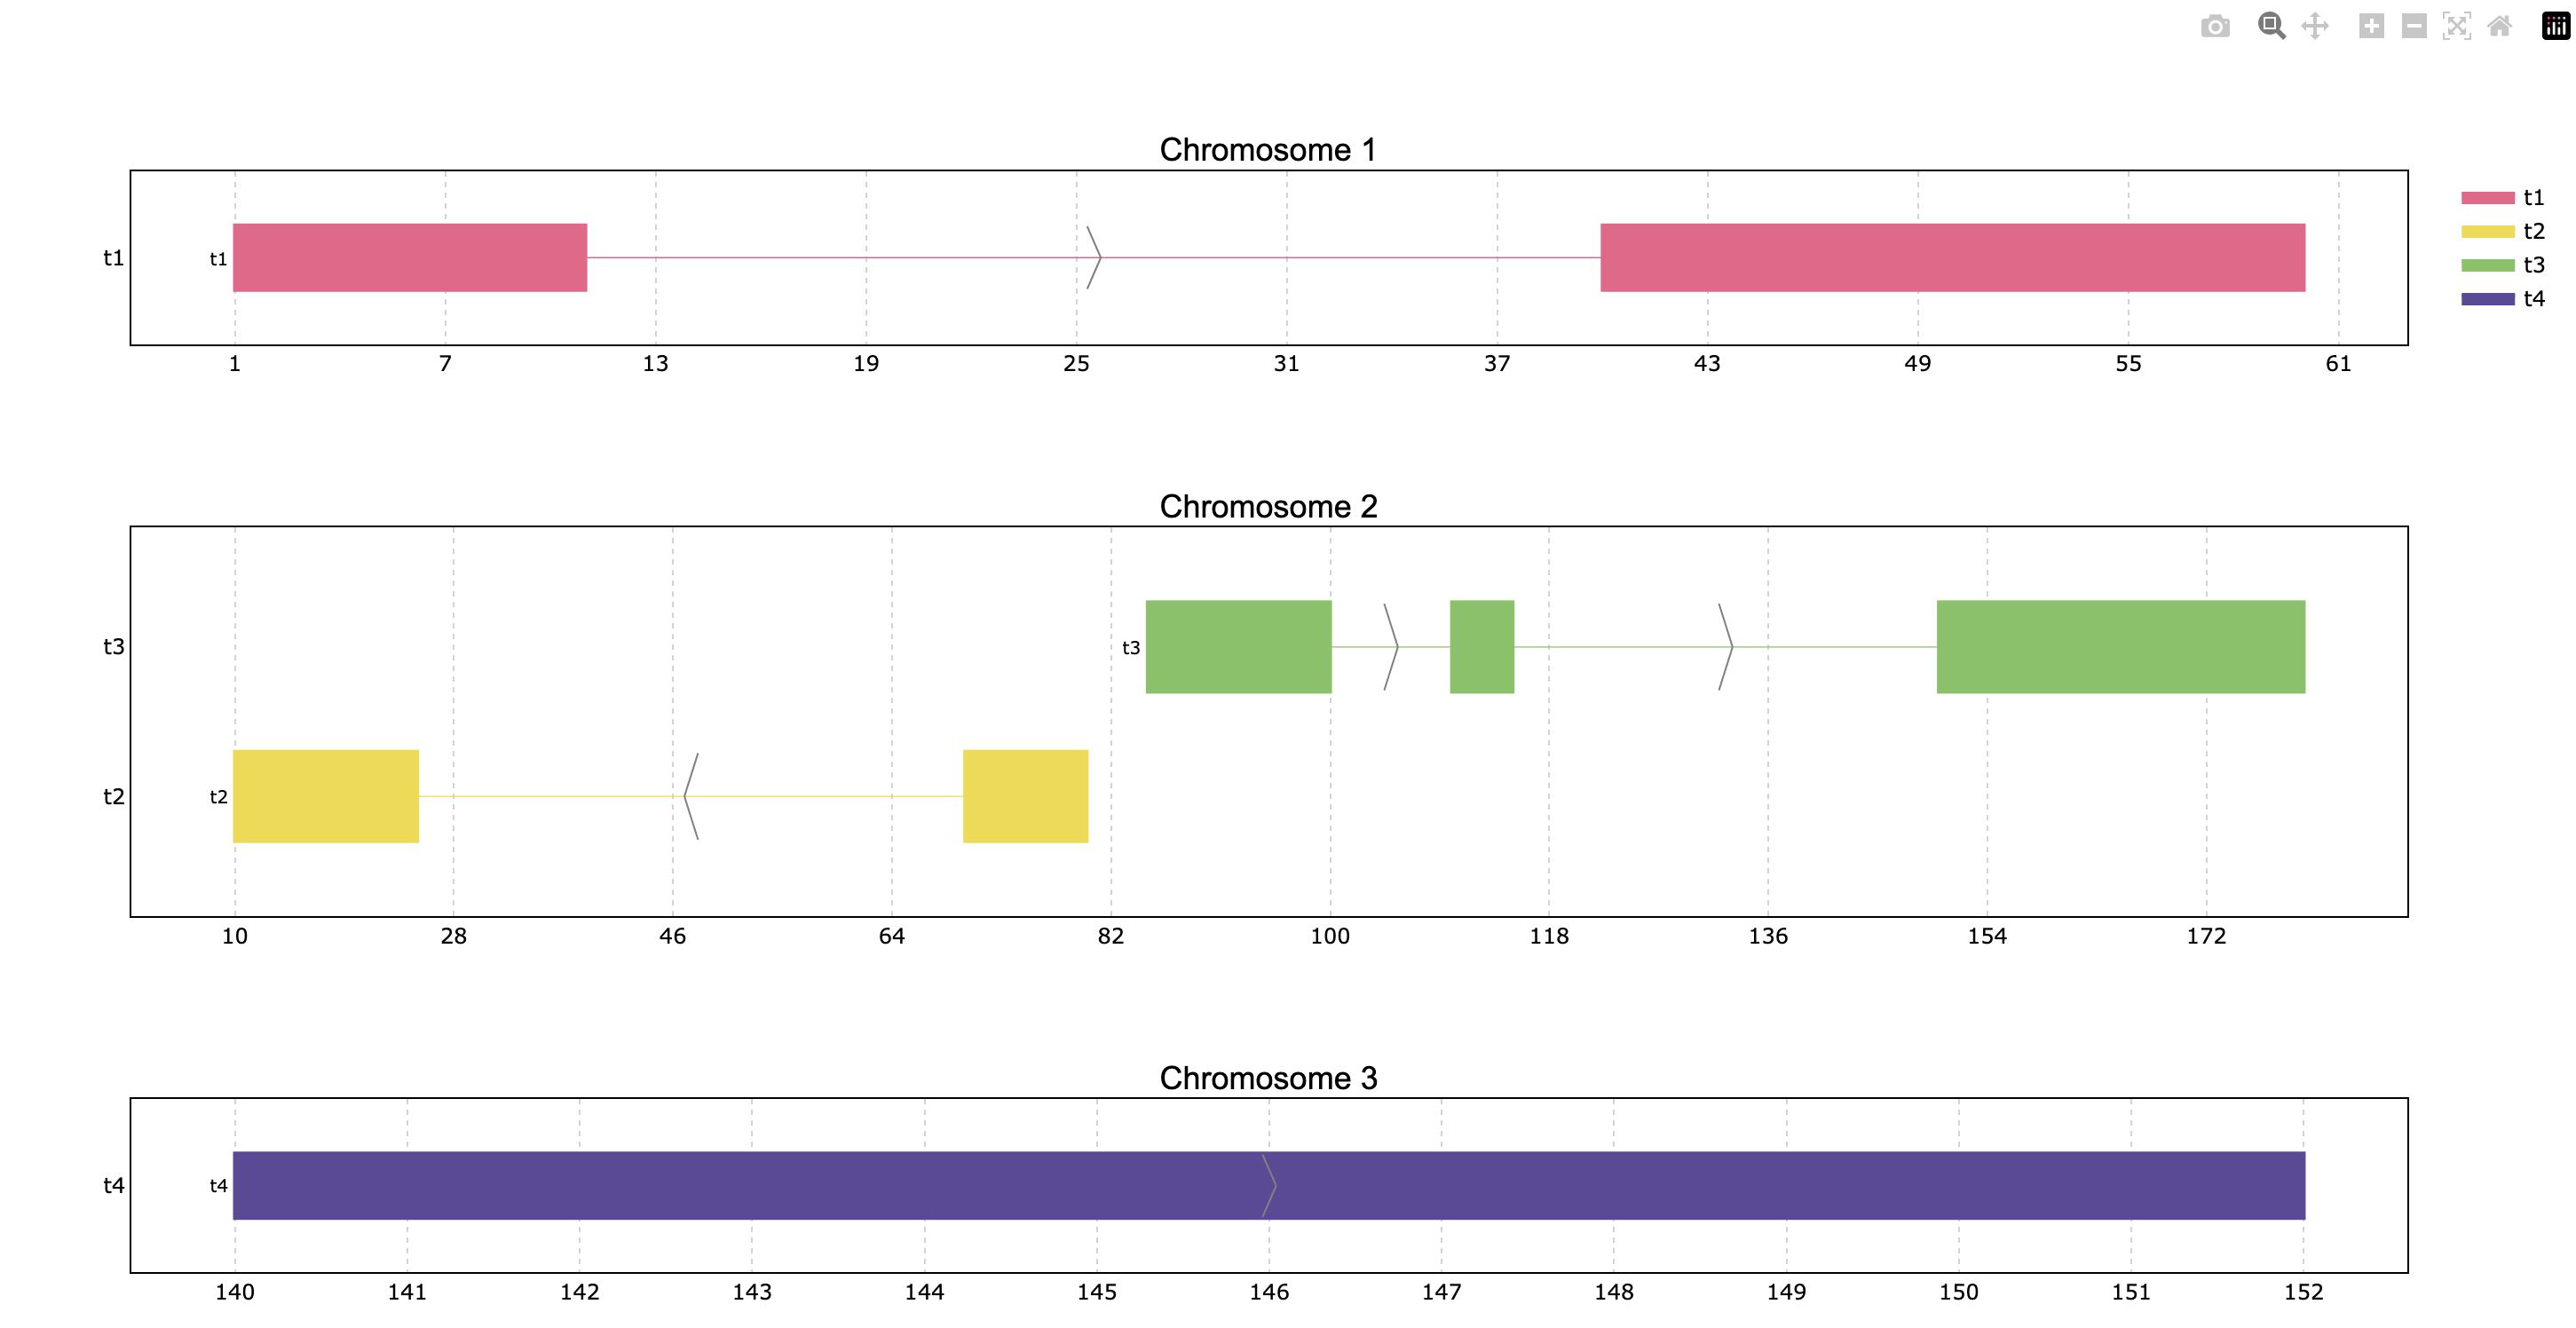 Chromosome 1
t1 t1
1 7 13 19 25 31 37 43 49 55 61
t1
t2
t3
t4
Chromosome 2
t3 t3
t2 t2
10 28 46 64 82 100 118 136 154 172
Chromosome 3
t4 t4
140 141 142 143 144 145 146 147 148 149 150 151 152